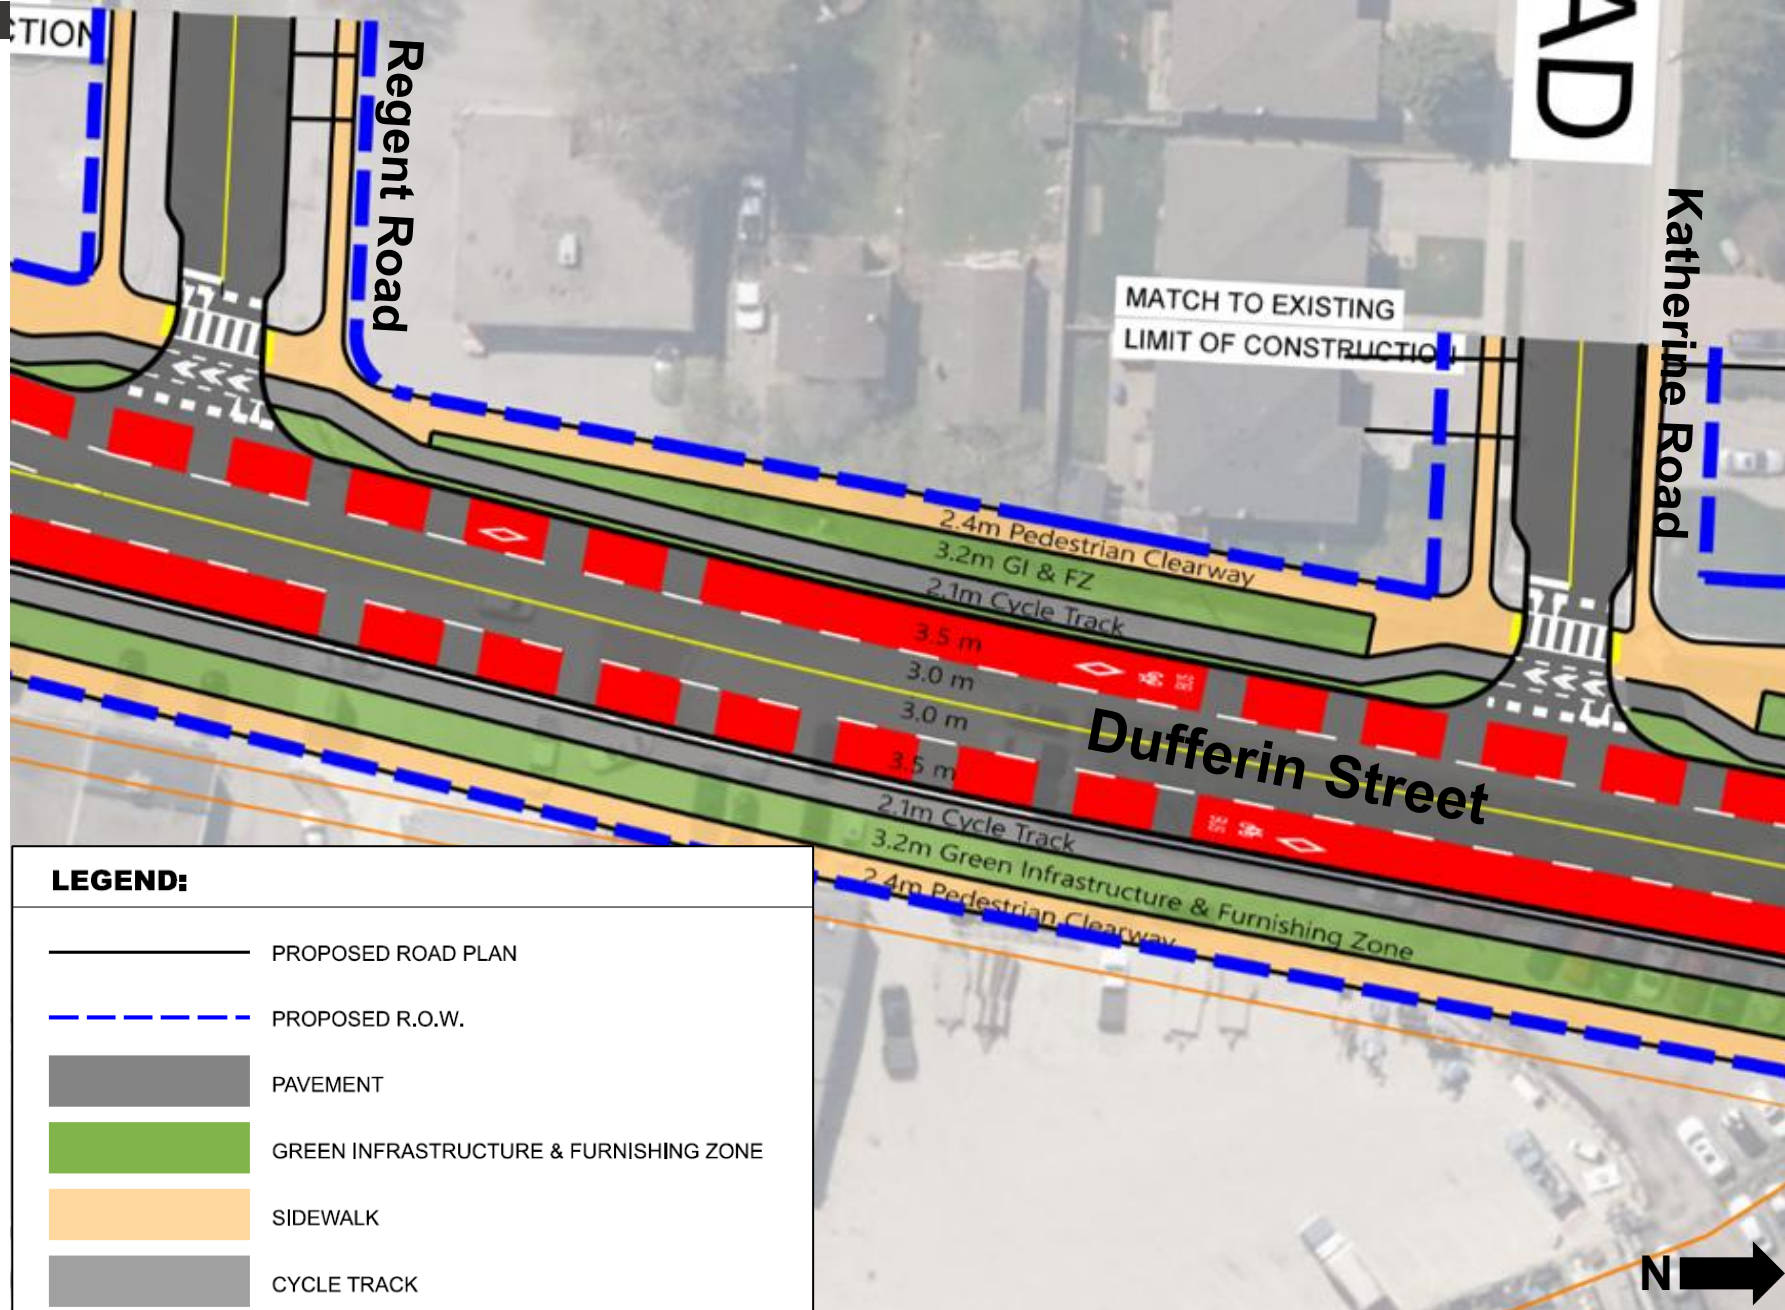 CTION
Regent Road
AD
Katherine Road
MATCH TO EXISTING
LIMIT OF CONSTRUCTION
2.4m Pedestrian Clearway
3.2m GI & FZ
2.1m Cycle Track
3.5 m
3.0 m
3.0 m
3.5 m
Dufferin Street
2.1m Cycle Track
3.2m Green Infrastructure & Furnishing Zone
2.4m Pedestrian Clearway
LEGEND:
PROPOSED ROAD PLAN
PROPOSED R.O.W.
PAVEMENT
GREEN INFRASTRUCTURE & FURNISHING ZONE
SIDEWALK
CYCLE TRACK
N